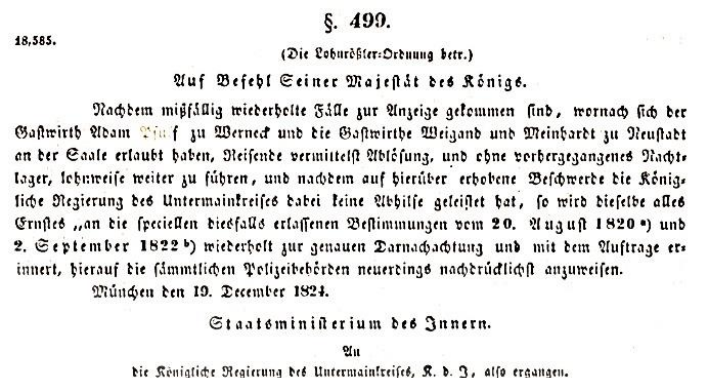 §. 499.
18,585.
(Die Lohnrößler-Ordnung betr.)
Auf Befehl Seiner Majestät des Königs.
Nachdem mißfällig wiederholte Fälle zur Anzeige gekommen sind, wornach sich der
Gastwirth Adam zu Werneck und die Gastwirthe Weigand und Meinhardt zu Neustadt
an der Saale erlaubt haben, Reisende vermittelst Ablösung, und ohne vorhergegangenes Nacht-
lager, lohnweise weiter zu führen, und nachdem auf hierüber erhobene Beschwerde die König-
liche Regierung des Untermainkreises dabei keine Abhilfe geleistet hat, so wird dieselbe alles
Ernstes „an die speciellen diesfalls erlassenen Bestimmungen vom 20. August 1820 a) und
2. September 1822 b) wiederholt zur genauen Darnachachtung und mit dem Auftrage er-
innert, hierauf die sämmtlichen Polizeibehörden neuerdings nachdrücklichst anzuweisen.
München den 19. December 1824.
Staatsministerium des Innern.
An
die Königliche Regierung des Untermainkreises, K. d. J, also ergangen.